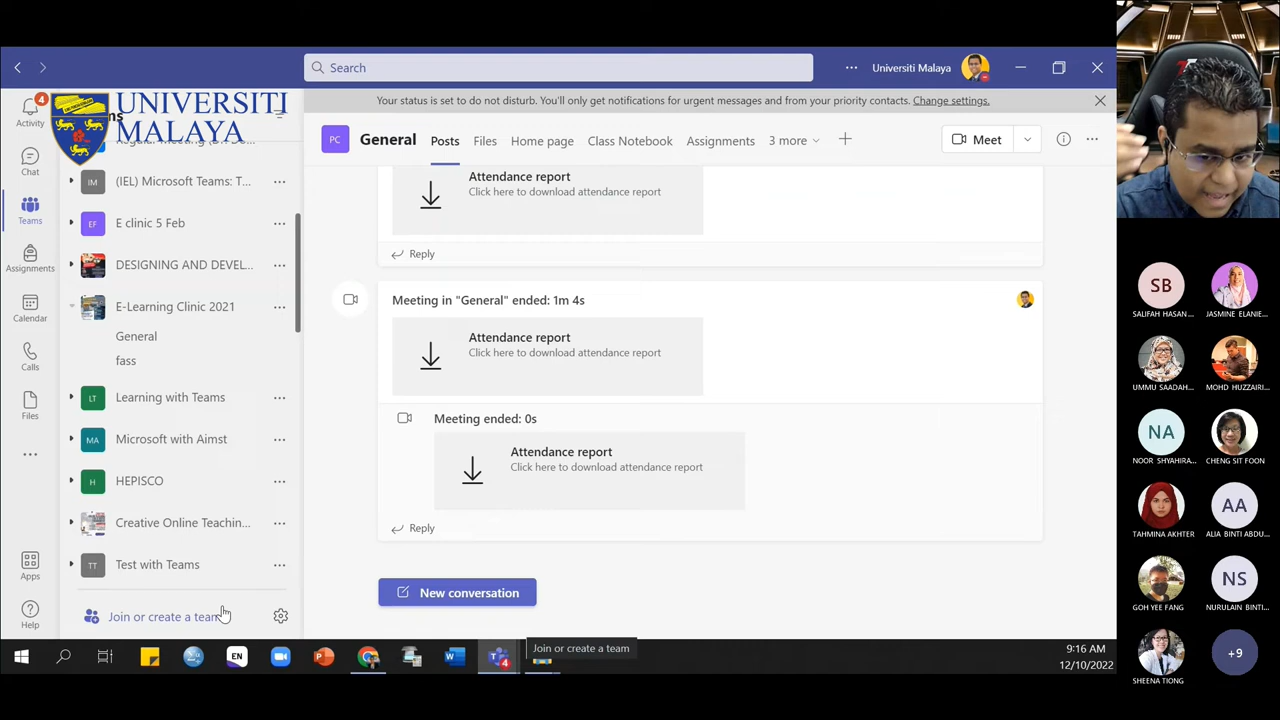 Search
Universiti Malaya
4
Activity
UNIVERSITI
MALAYA
Your status is set to do not disturb. You'll only get notifications for urgent messages and from your priority contacts. Change settings.
PC
General
Posts
Files
Home page
Class Notebook
Assignments
3 more
Meet
Chat
Teams
Assignments
Calendar
Calls
Files
Apps
Help
IM
(IEL) Microsoft Teams: T...
EF
E clinic 5 Feb
DESIGNING AND DEVEL...
E-Learning Clinic 2021
General
fass
LT
Learning with Teams
MA
Microsoft with Aimst
H
HEPISCO
Creative Online Teachin...
TT
Test with Teams
Join or create a team
Attendance report
Click here to download attendance report
Reply
Meeting in "General" ended: 1m 4s
Attendance report
Click here to download attendance report
Meeting ended: 0s
Attendance report
Click here to download attendance report
Reply
New conversation
Join or create a team
EN
4
9:16 AM
12/10/2022
SB
SALIFAH HASAN ...
JASMINE ELANIE...
UMMU SAADAH...
MOHD HUZZAIRI...
NA
NOOR SHYAHIRA...
CHENG SIT FOON
TAHMINA AKHTER
AA
ALIA BINTI ABDU...
GOH YEE FANG
NS
NURULAIN BINTI...
SHEENA TIONG
+9